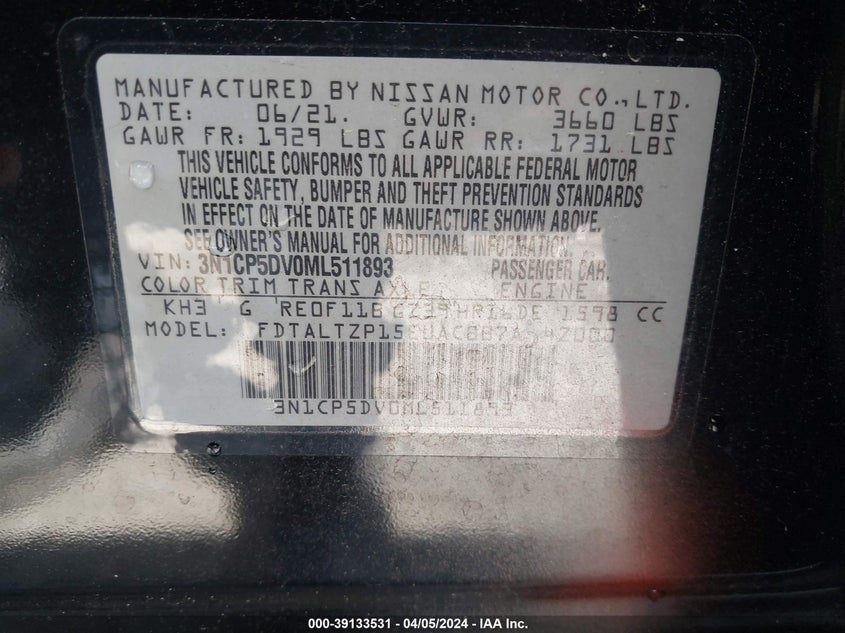 MANUFACTURED BY NISSAN MOTOR CO., LTD.
DATE: 06/21. GVWR: 3660 LBS
GAWR FR: 1929 LBS GAWR RR: 1731 LBS
THIS VEHICLE CONFORMS TO ALL APPLICABLE FEDERAL MOTOR
VEHICLE SAFETY, BUMPER AND THEFT PREVENTION STANDARDS
IN EFFECT ON THE DATE OF MANUFACTURE SHOWN ABOVE.
SEE OWNER'S MANUAL FOR ADDITIONAL INFORMATION.
VIN: 3N1CP5DV0ML511893 PASSENGER CAR.
COLOR TRIM TRANS AXLE ENGINE
KH3 G RE0F11B HR16DE 1598 CC
MODEL:
3N1CP5DV0ML511893
000-39133531 - 04/05/2024 - IAA Inc.